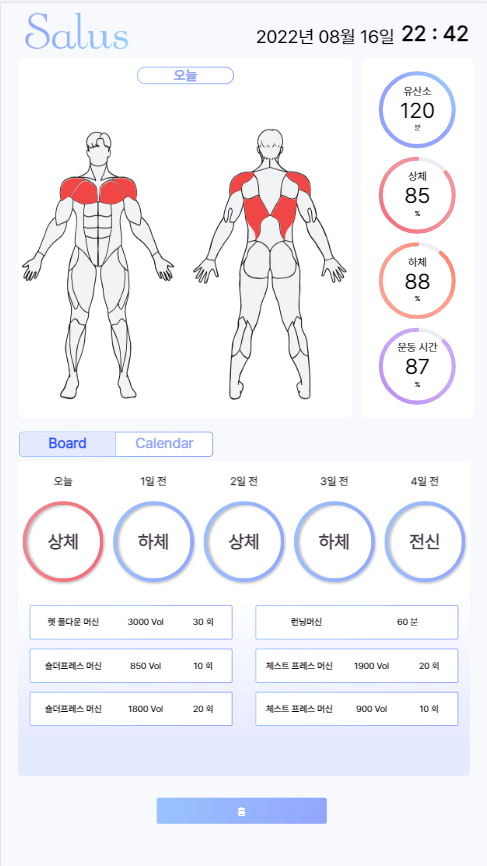 Salus
2022년 08월 16일 22 : 42
오늘
유산소
120
분
상체
85
%
하체
88
%
운동 시간
87
%
Board Calendar
오늘 1일 전 2일 전 3일 전 4일 전
상체 하체 상체 하체 전신
렛 풀다운 머신 3000 Vol 30 회 런닝머신 60 분
숄더프레스 머신 850 Vol 10 회 체스트 프레스 머신 1900 Vol 20 회
숄더프레스 머신 1800 Vol 20 회 체스트 프레스 머신 900 Vol 10 회
홈